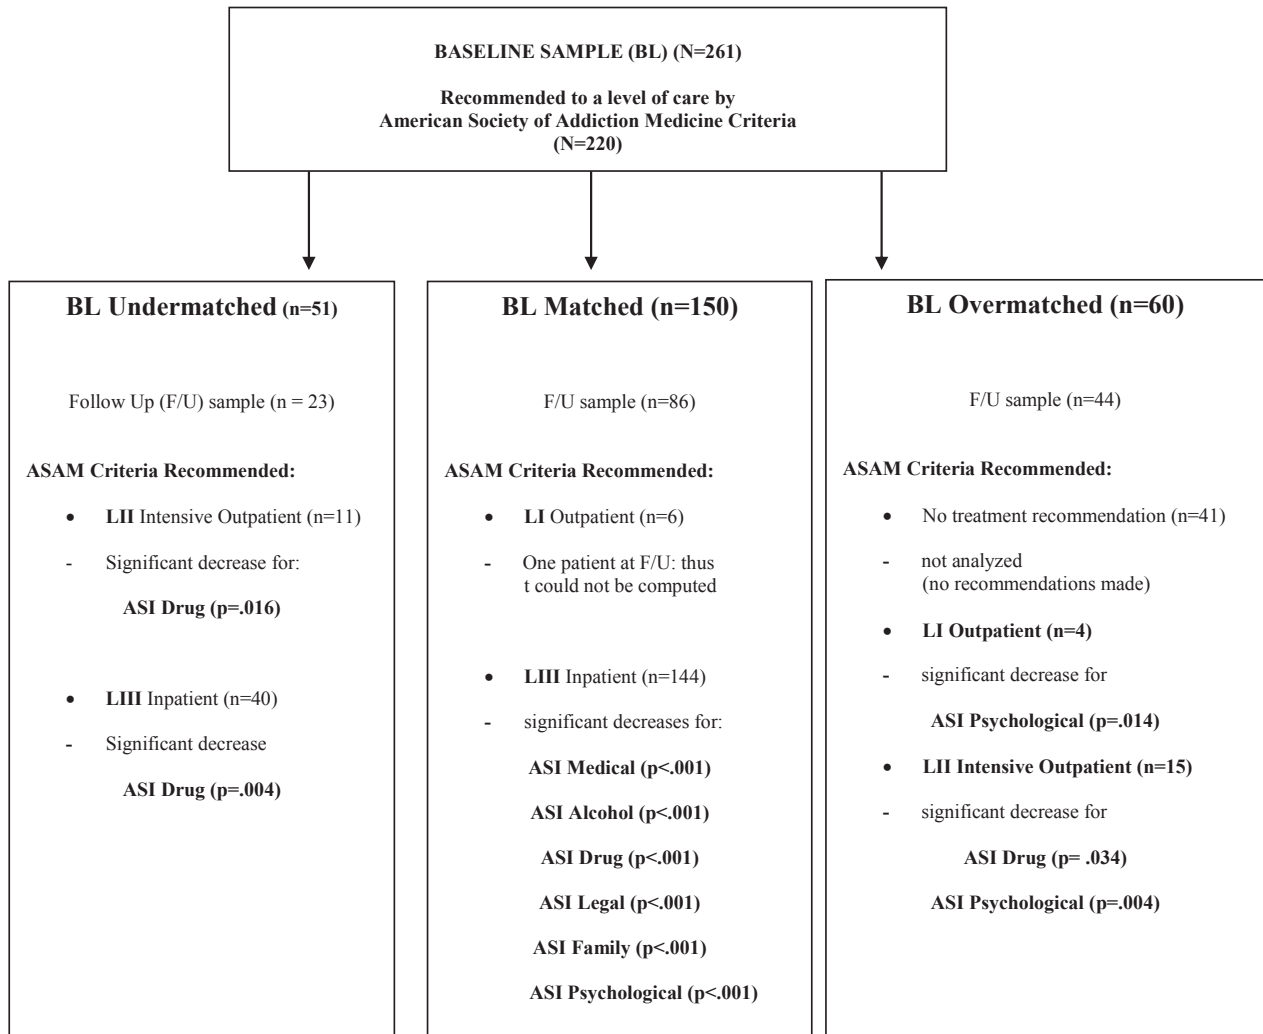 BASELINE SAMPLE (BL) (N=261)
Recommended to a level of care by
American Society of Addiction Medicine Criteria
(N=220)
BL Undermatched (n=51)
Follow Up (F/U) sample (n = 23)
ASAM Criteria Recommended:
• LII Intensive Outpatient (n=11)
- Significant decrease for:
ASI Drug (p=.016)
• LIII Inpatient (n=40)
- Significant decrease
ASI Drug (p=.004)
BL Matched (n=150)
F/U sample (n=86)
ASAM Criteria Recommended:
• LI Outpatient (n=6)
- One patient at F/U: thus
t could not be computed
• LIII Inpatient (n=144)
- significant decreases for:
ASI Medical (p<.001)
ASI Alcohol (p<.001)
ASI Drug (p<.001)
ASI Legal (p<.001)
ASI Family (p<.001)
ASI Psychological (p<.001)
BL Overmatched (n=60)
F/U sample (n=44)
ASAM Criteria Recommended:
• No treatment recommendation (n=41)
- not analyzed
(no recommendations made)
• LI Outpatient (n=4)
- significant decrease for
ASI Psychological (p=.014)
• LII Intensive Outpatient (n=15)
- significant decrease for
ASI Drug (p= .034)
ASI Psychological (p=.004)